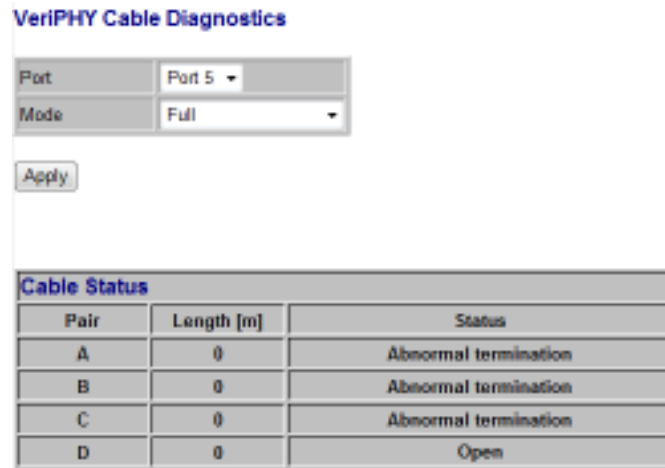 VeriPHY Cable Diagnostics
Port Port 5
Mode Full
Apply
Cable Status
Pair Length [m] Status
A 0 Abnormal termination
B 0 Abnormal termination
C 0 Abnormal termination
D 0 Open